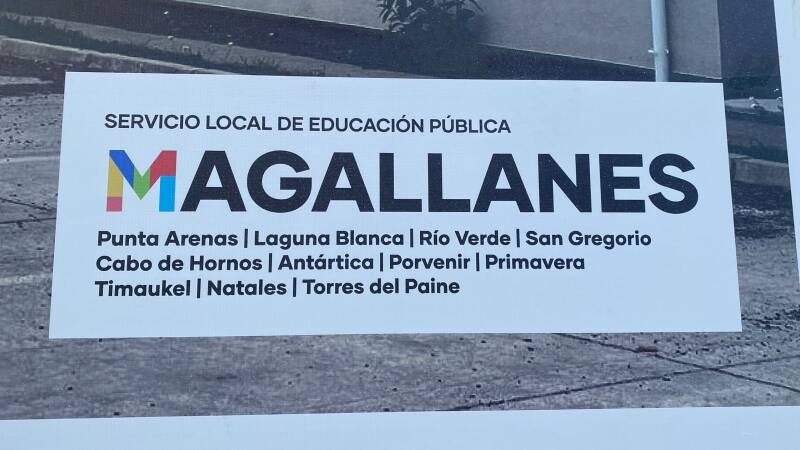 SERVICIO LOCAL DE EDUCACIÓN PÚBLICA
MAGALLANES
Punta Arenas | Laguna Blanca | Río Verde | San Gregorio
Cabo de Hornos | Antártica | Porvenir | Primavera
Timaukel | Natales | Torres del Paine